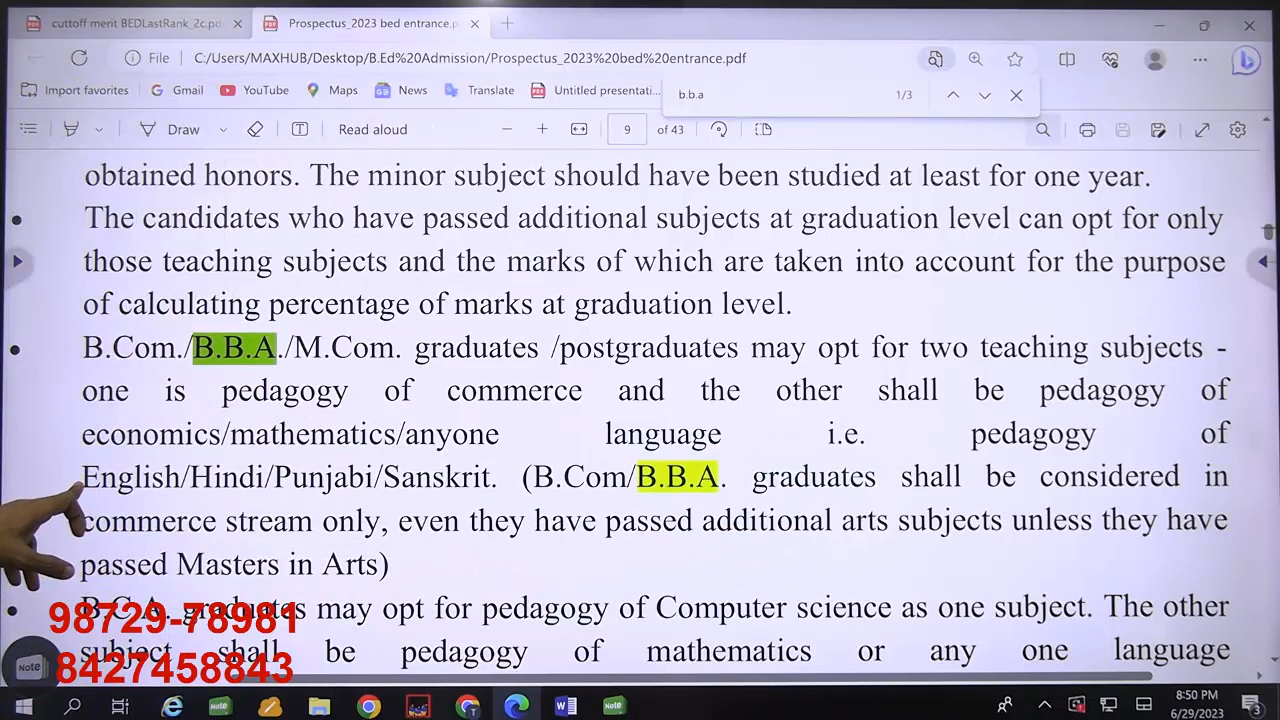 cuttoff merit BEDLastRank_2c.pd
Prospectus_2023 bed entrance.p
File
C:/Users/MAXHUB/Desktop/B.Ed%20Admission/Prospectus_2023%20bed%20entrance.pdf
Import favorites
Gmail
YouTube
Maps
News
Translate
Untitled presentati...
b.b.a
1/3
Draw
Read aloud
9
of 43
obtained honors. The minor subject should have been studied at least for one year.
• The candidates who have passed additional subjects at graduation level can opt for only
those teaching subjects and the marks of which are taken into account for the purpose
of calculating percentage of marks at graduation level.
• B.Com./B.B.A./M.Com. graduates /postgraduates may opt for two teaching subjects -
one is pedagogy of commerce and the other shall be pedagogy of
economics/mathematics/anyone language i.e. pedagogy of
English/Hindi/Punjabi/Sanskrit. (B.Com/B.B.A. graduates shall be considered in
commerce stream only, even they have passed additional arts subjects unless they have
passed Masters in Arts)
• B.C.A. graduates may opt for pedagogy of Computer science as one subject. The other
subject shall be pedagogy of mathematics or any one language
98729-78981
8427458843
Note
Note
Note
8:50 PM
6/29/2023
3